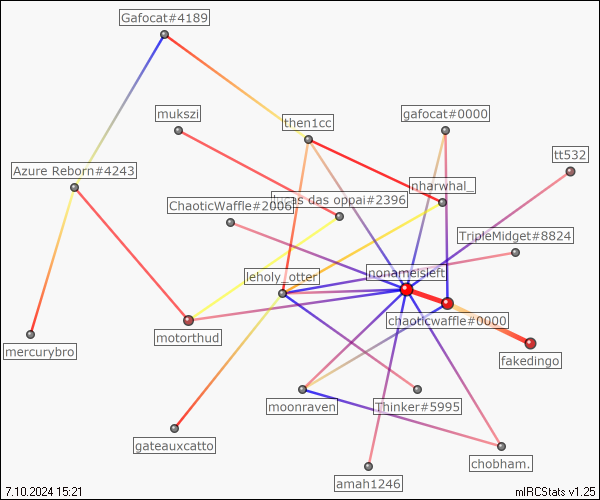 Gafocat#4189
mukszi
then1cc
gafocat#0000
tt532
Azure Reborn#4243
nharwhal_
ChaoticWaffle#2006
das oppai#2396
TripleMidget#8824
leholy_otter
nonameisleft
chaoticwaffle#0000
motorthud
mercurybro
fakedingo
moonraven
Thinker#5995
gateauxcatto
chobham.
amah1246
7.10.2024 15:21
mIRCStats v1.25